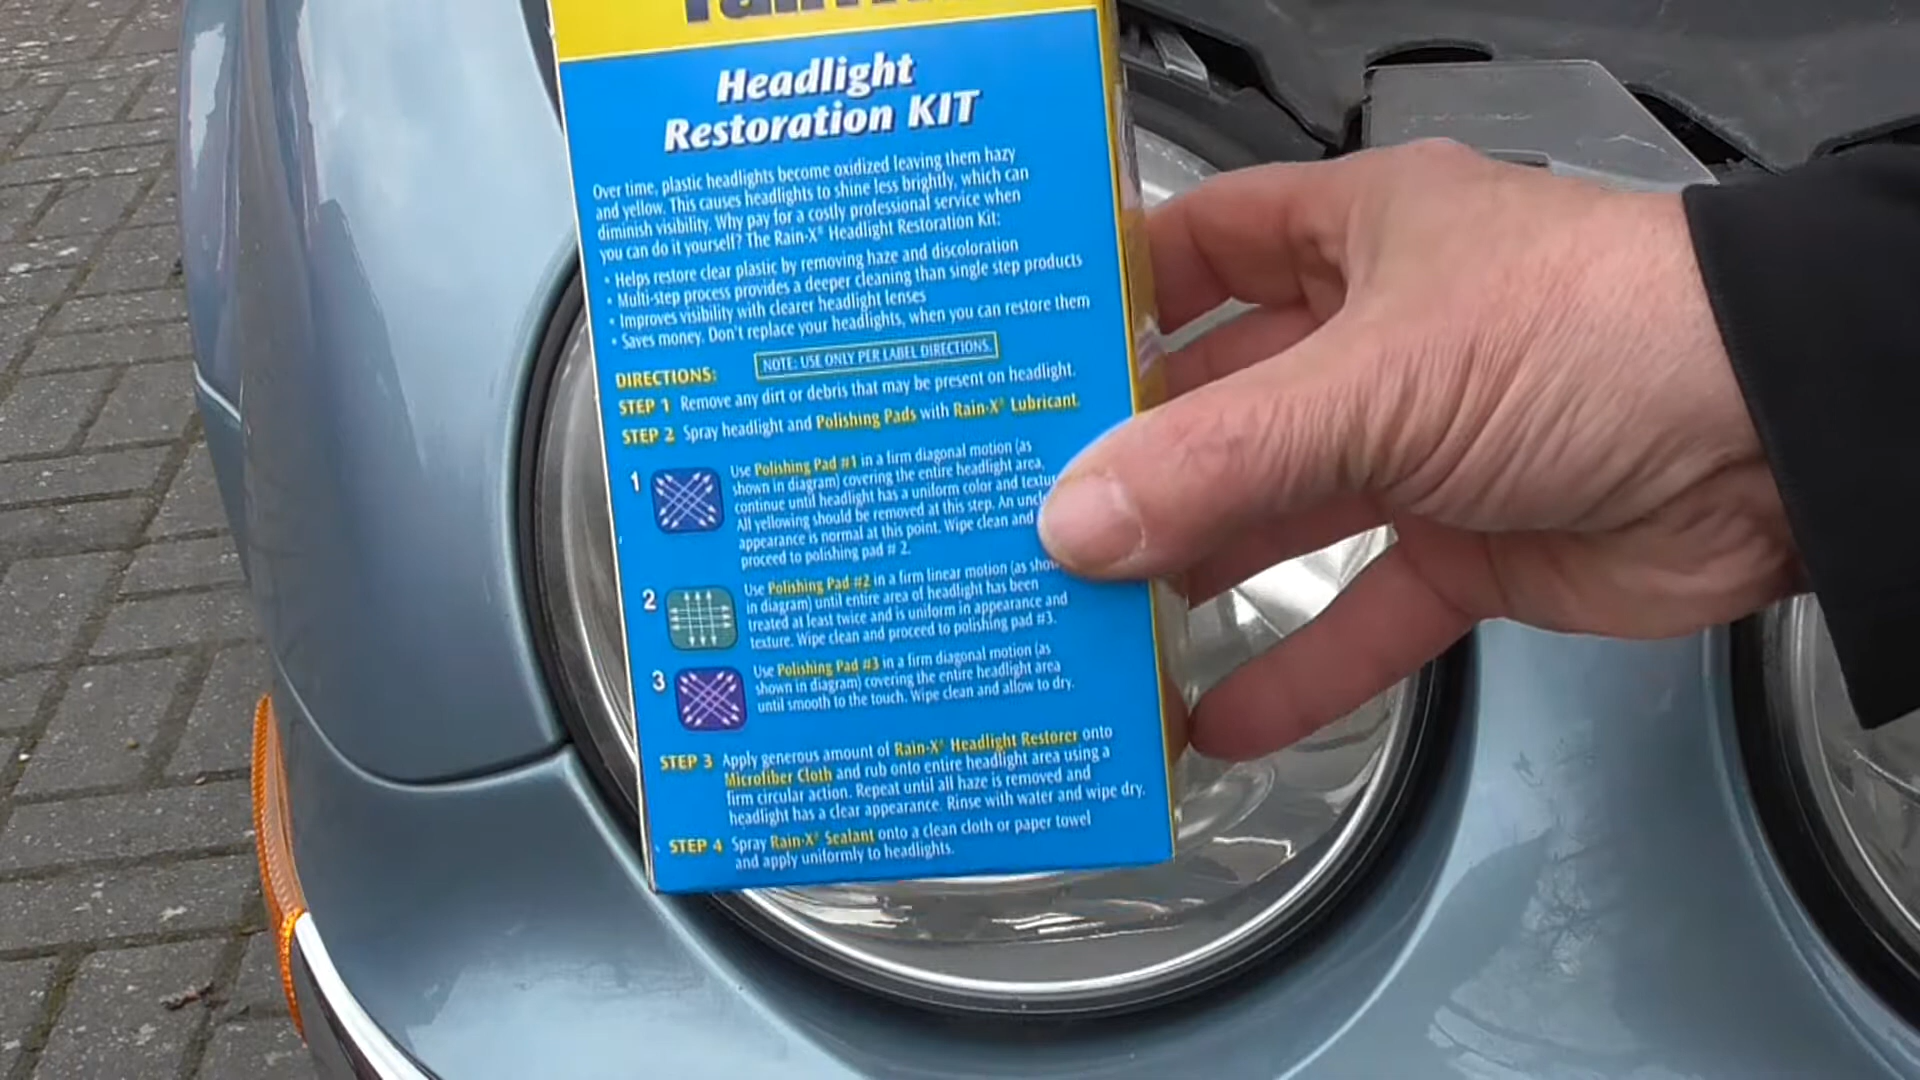 Headlight
Restoration KIT
Over time, plastic headlights become oxidized leaving them hazy
and yellow. This causes headlights to shine less brightly, which can
diminish visibility. Why pay for a costly professional service when
you can do it yourself? The Rain-X® Headlight Restoration Kit:
• Helps restore clear plastic by removing haze and discoloration
• Multi-step process provides a deeper cleaning than single step products
• Improves visibility with clearer headlight lenses
• Saves money. Don't replace your headlights, when you can restore them
NOTE: USE ONLY PER LABEL DIRECTIONS.
DIRECTIONS:
STEP 1 Remove any dirt or debris that may be present on headlight.
STEP 2 Spray headlight and Polishing Pads with Rain-X® Lubricant.
1 Use Polishing Pad #1 in a firm diagonal motion (as
shown in diagram) covering the entire headlight area,
continue until headlight has a uniform color and
All yellowing should be removed at this step. An
appearance is normal at this point. Wipe clean and
proceed to polishing pad # 2.
2 Use Polishing Pad #2 in a firm linear motion (as
in diagram) until entire area of headlight has been
treated at least twice and is uniform in appearance and
texture. Wipe clean and proceed to polishing pad #3.
3 Use Polishing Pad #3 in a firm diagonal motion (as
shown in diagram) covering the entire headlight area
until smooth to the touch. Wipe clean and allow to dry.
STEP 3 Apply generous amount of Rain-X® Headlight Restorer onto
Microfiber Cloth and rub onto entire headlight area using a
firm circular action. Repeat until all haze is removed and
headlight has a clear appearance. Rinse with water and wipe dry.
STEP 4 Spray Rain-X® Sealant onto a clean cloth or paper towel
and apply uniformly to headlights.